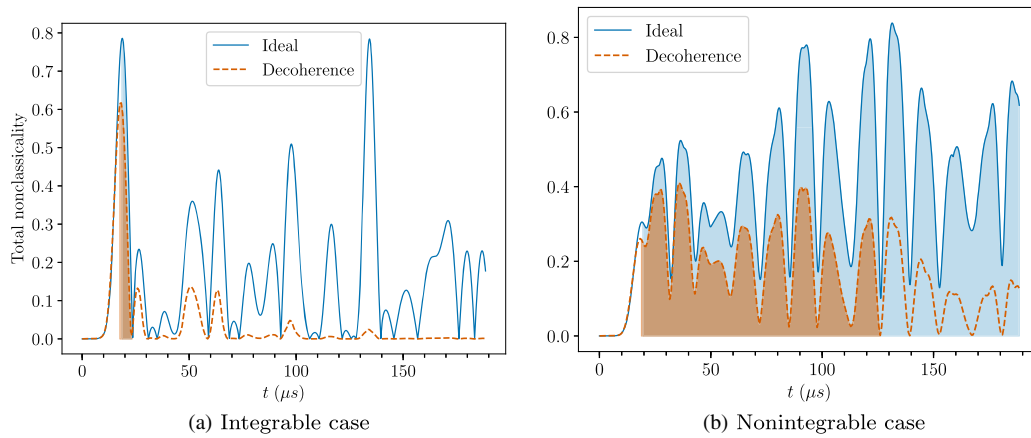 Total nonclassicality
0.8
0.7
0.6
0.5
0.4
0.3
0.2
0.1
0.0
Ideal
Decoherence
0 50 100 150
t (μs)
(a) Integrable case
0.8
0.6
0.4
0.2
0.0
Ideal
Decoherence
0 50 100 150
t (μs)
(b) Nonintegrable case